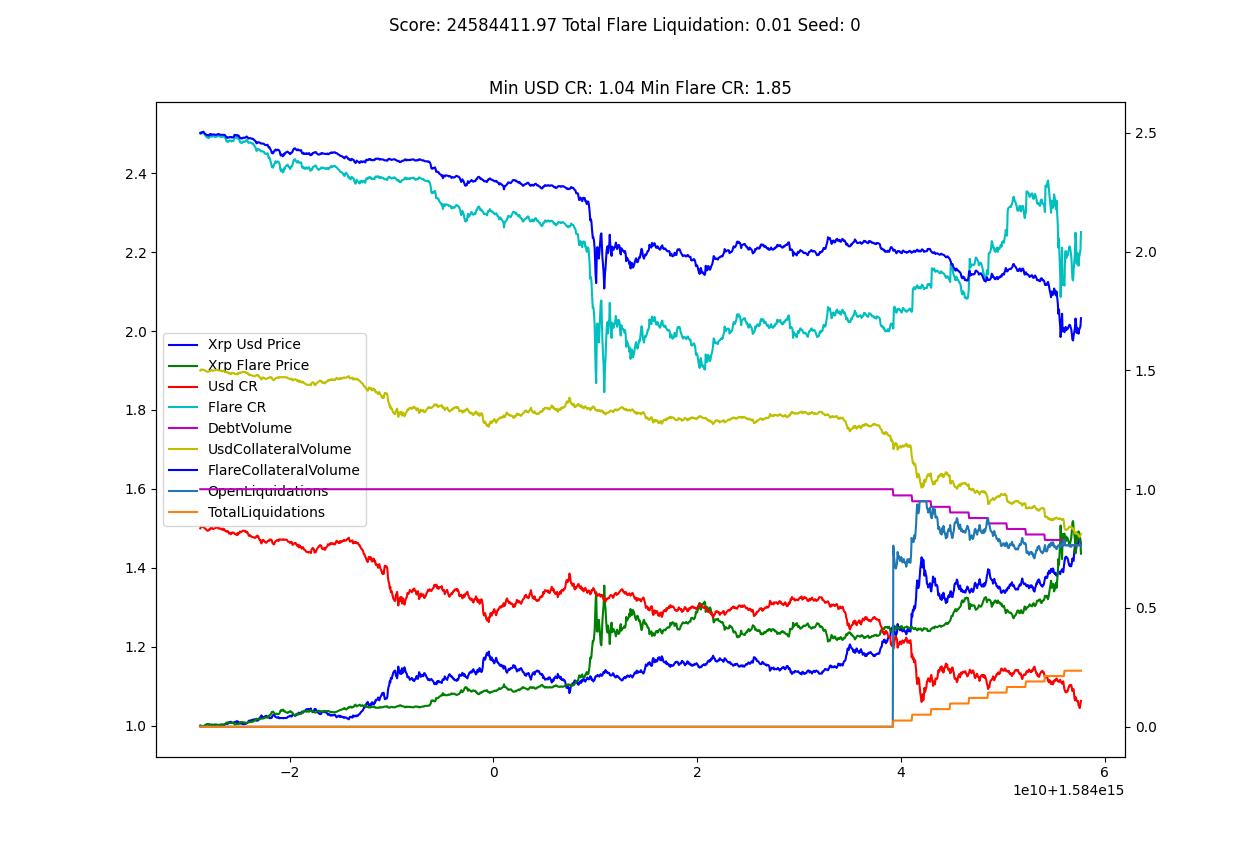 Score: 24584411.97 Total Flare Liquidation: 0.01 Seed: 0
Min USD CR: 1.04 Min Flare CR: 1.85
2.4
2.2
2.0
1.8
1.6
1.4
1.2
1.0
Xrp Usd Price
Xrp Flare Price
Usd CR
Flare CR
DebtVolume
UsdCollateralVolume
FlareCollateralVolume
OpenLiquidations
TotalLiquidations
2.5
2.0
1.5
1.0
0.5
0.0
−2 0 2 4 6
1e10+1.584e15